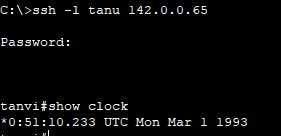 C:\>ssh -l tanu 142.0.0.65
Password:
tanvi#show clock
*0:51:10.233 UTC Mon Mar 1 1993
tanvi#